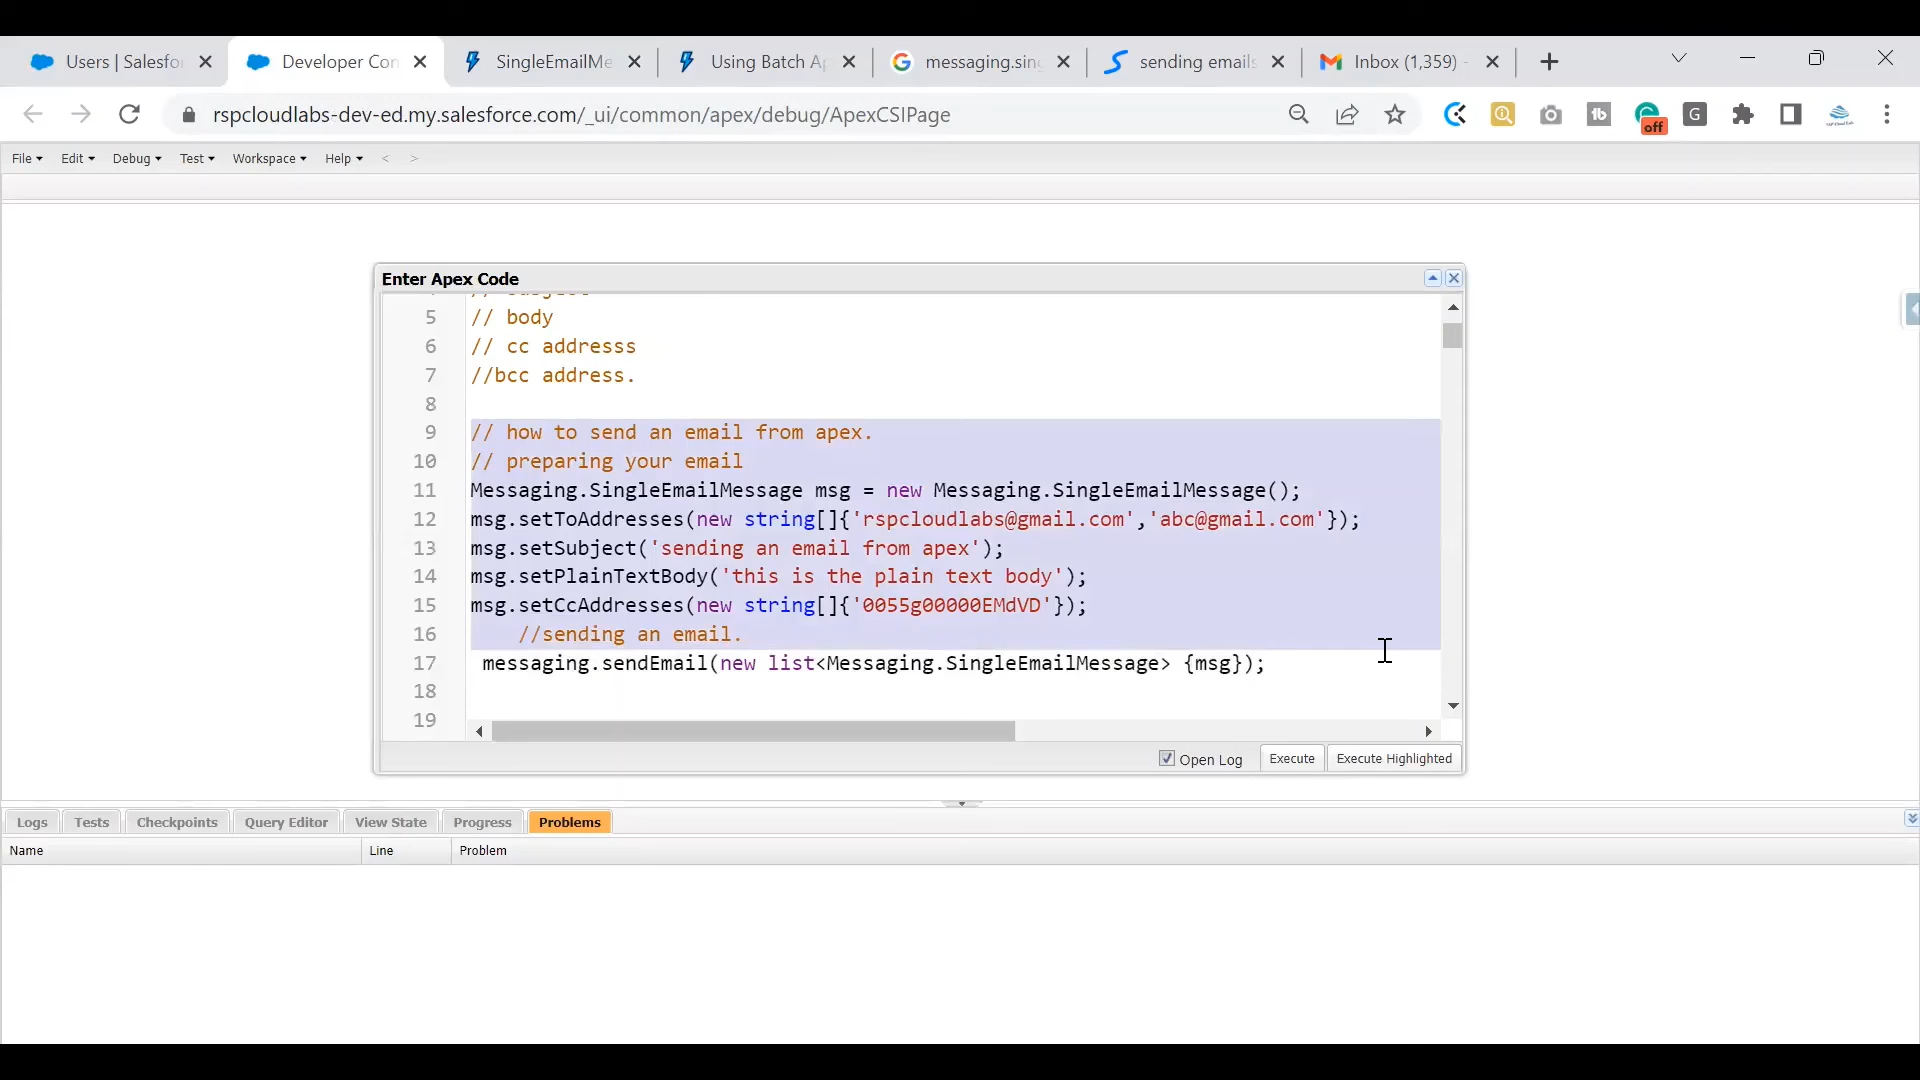 Users | Salesfo
Developer Con
SingleEmailMe
Using Batch Ap
messaging.sing
sending emails
Inbox (1,359) -
rspcloudlabs-dev-ed.my.salesforce.com/_ui/common/apex/debug/ApexCSIPage
off
G
File Edit Debug Test Workspace Help < >
Enter Apex Code
5 // body
6 // cc addresss
7 //bcc address.
8
9 // how to send an email from apex.
10 // preparing your email
11 Messaging.SingleEmailMessage msg = new Messaging.SingleEmailMessage();
12 msg.setToAddresses(new string[]{'rspcloudlabs@gmail.com','abc@gmail.com'});
13 msg.setSubject('sending an email from apex');
14 msg.setPlainTextBody('this is the plain text body');
15 msg.setCcAddresses(new string[]{'0055g00000EMdVD'});
16 //sending an email.
17 messaging.sendEmail(new list<Messaging.SingleEmailMessage> {msg});
18
19
Open Log Execute Execute Highlighted
Logs Tests Checkpoints Query Editor View State Progress Problems
Name Line Problem